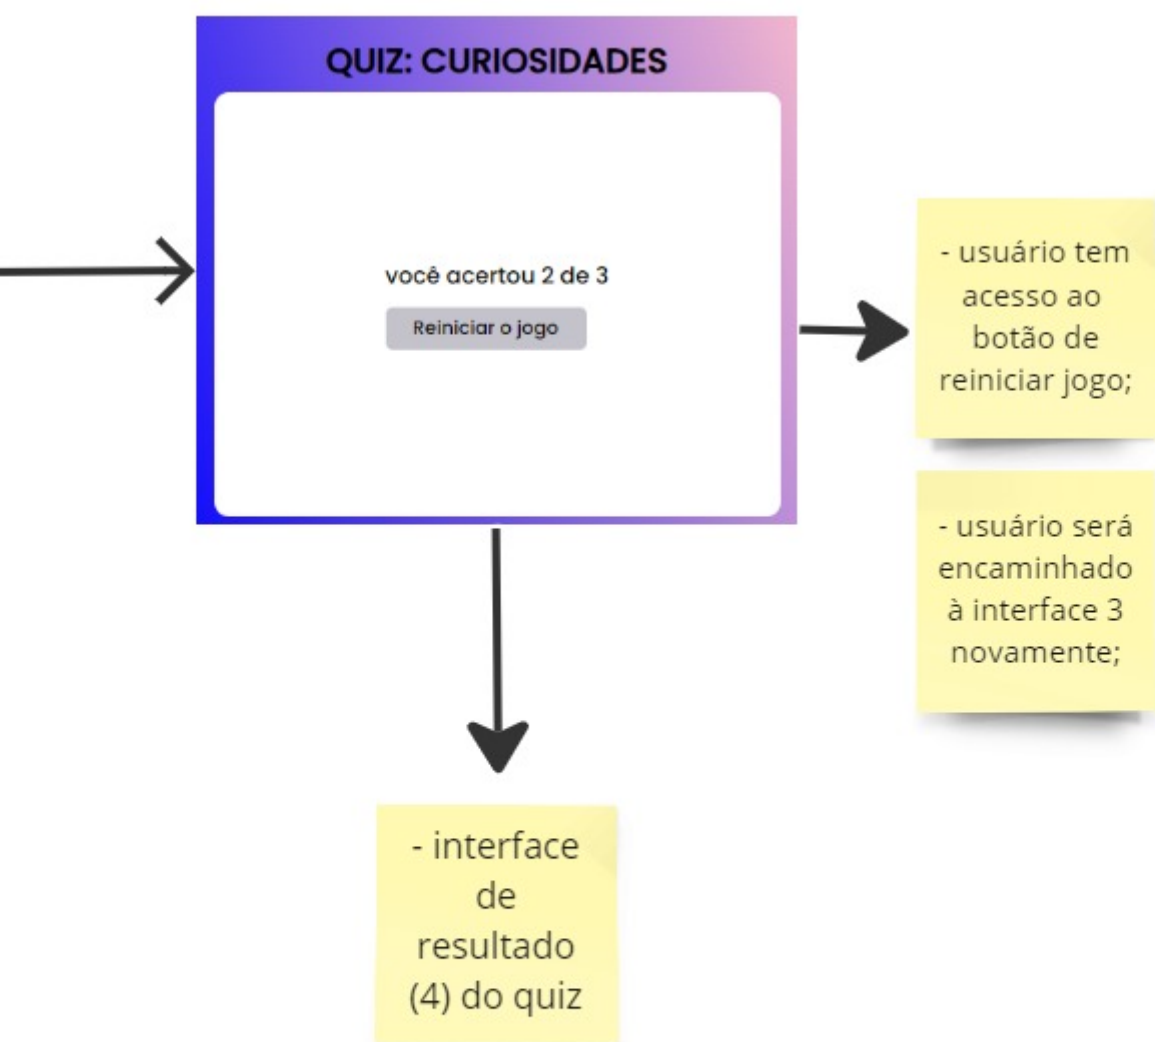 QUIZ: CURIOSIDADES
você acertou 2 de 3
Reiniciar o jogo
- usuário tem
acesso ao
botão de
reiniciar jogo;
- usuário será
encaminhado
à interface 3
novamente;
- interface
de
resultado
(4) do quiz